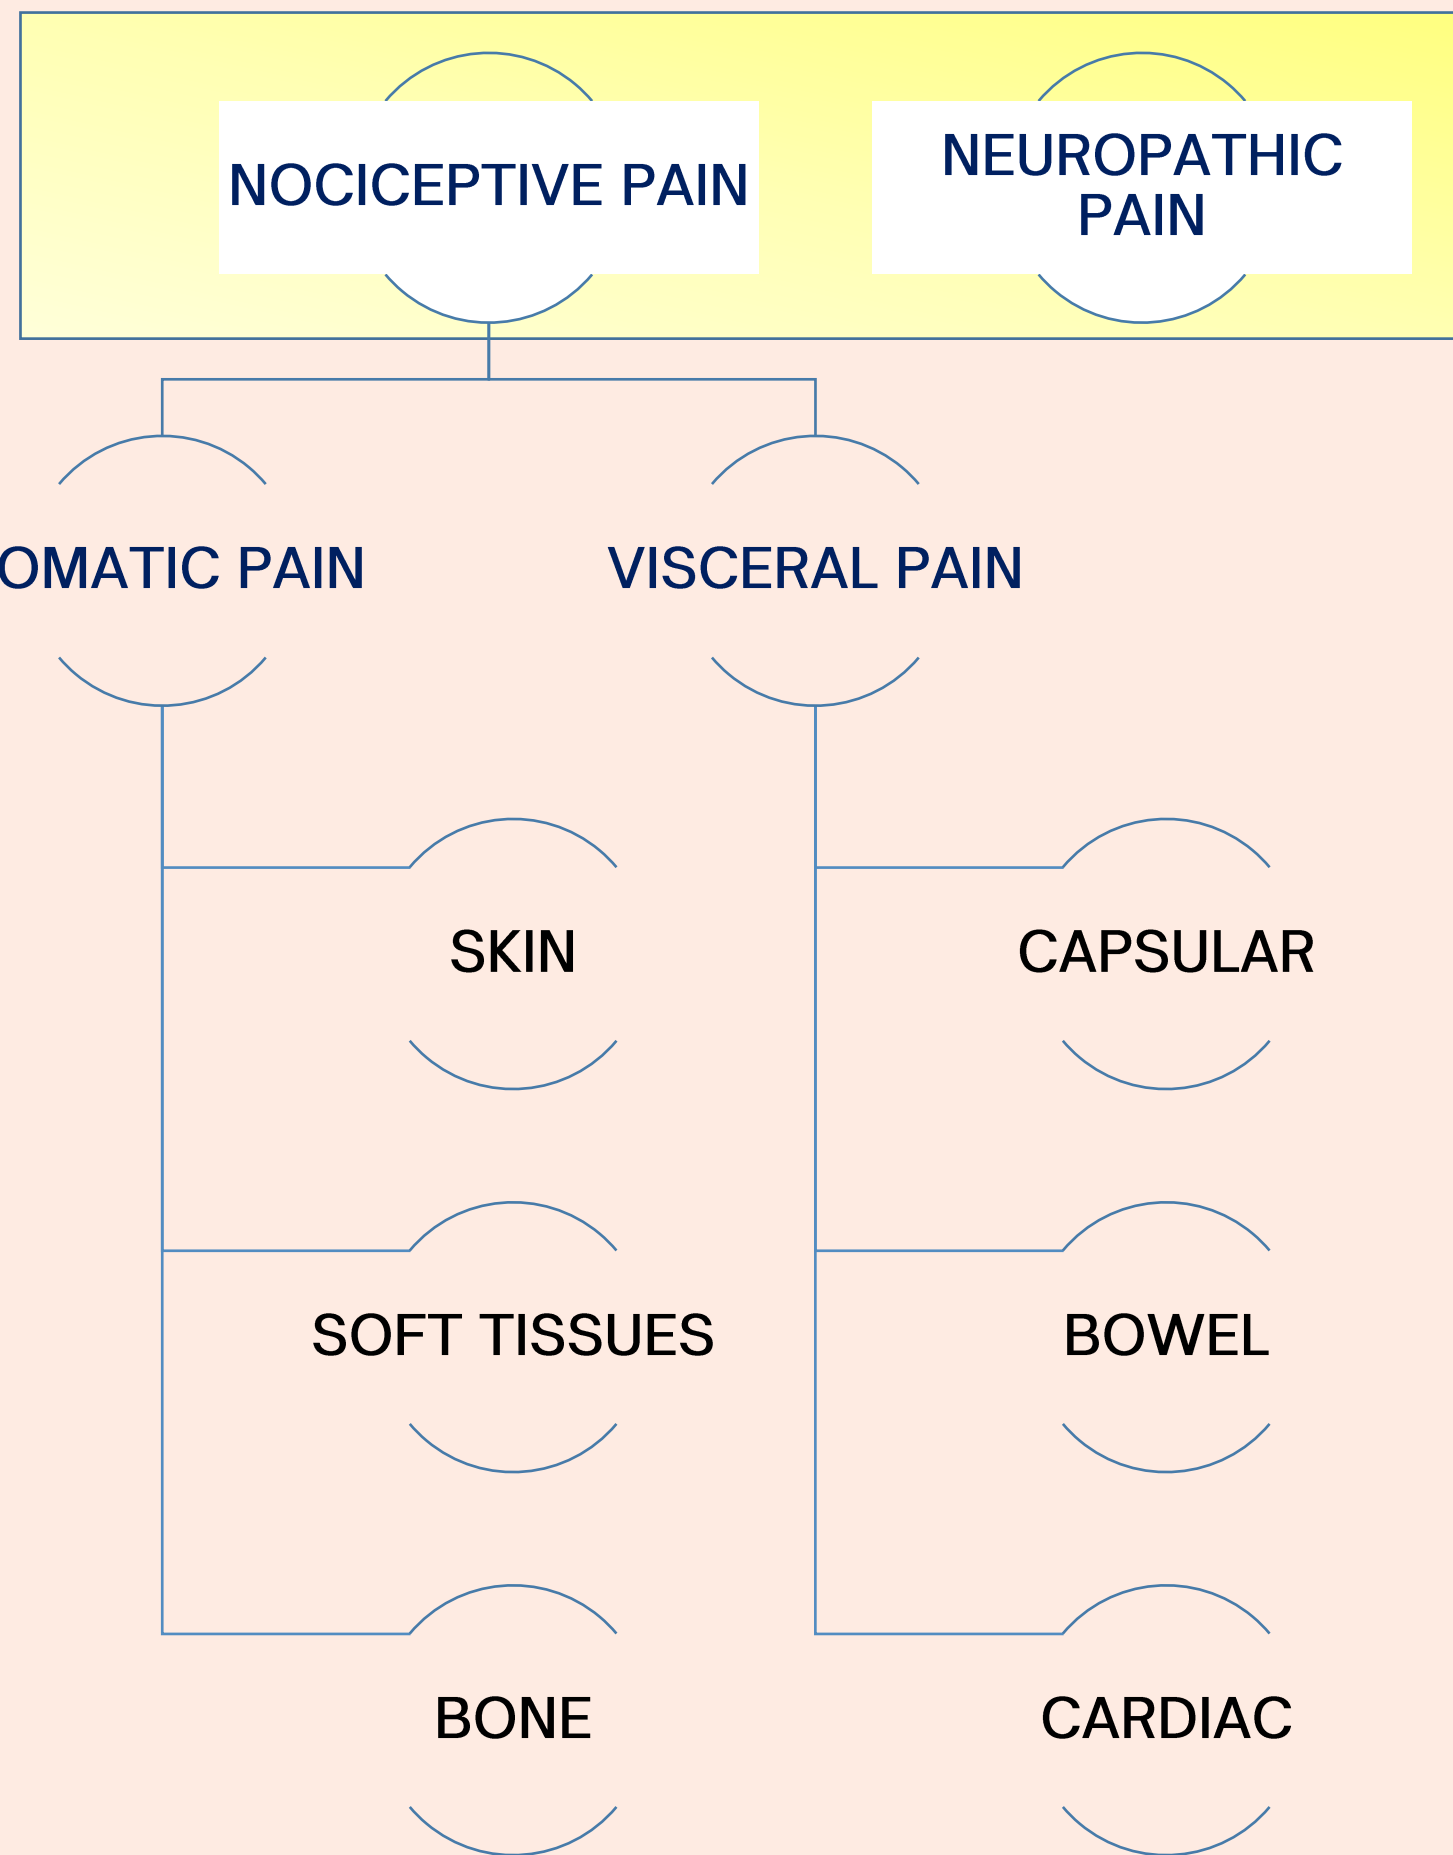 NOCICEPTIVE PAIN
NEUROPATHIC
PAIN
OMATIC PAIN
VISCERAL PAIN
SKIN
CAPSULAR
SOFT TISSUES
BOWEL
BONE
CARDIAC